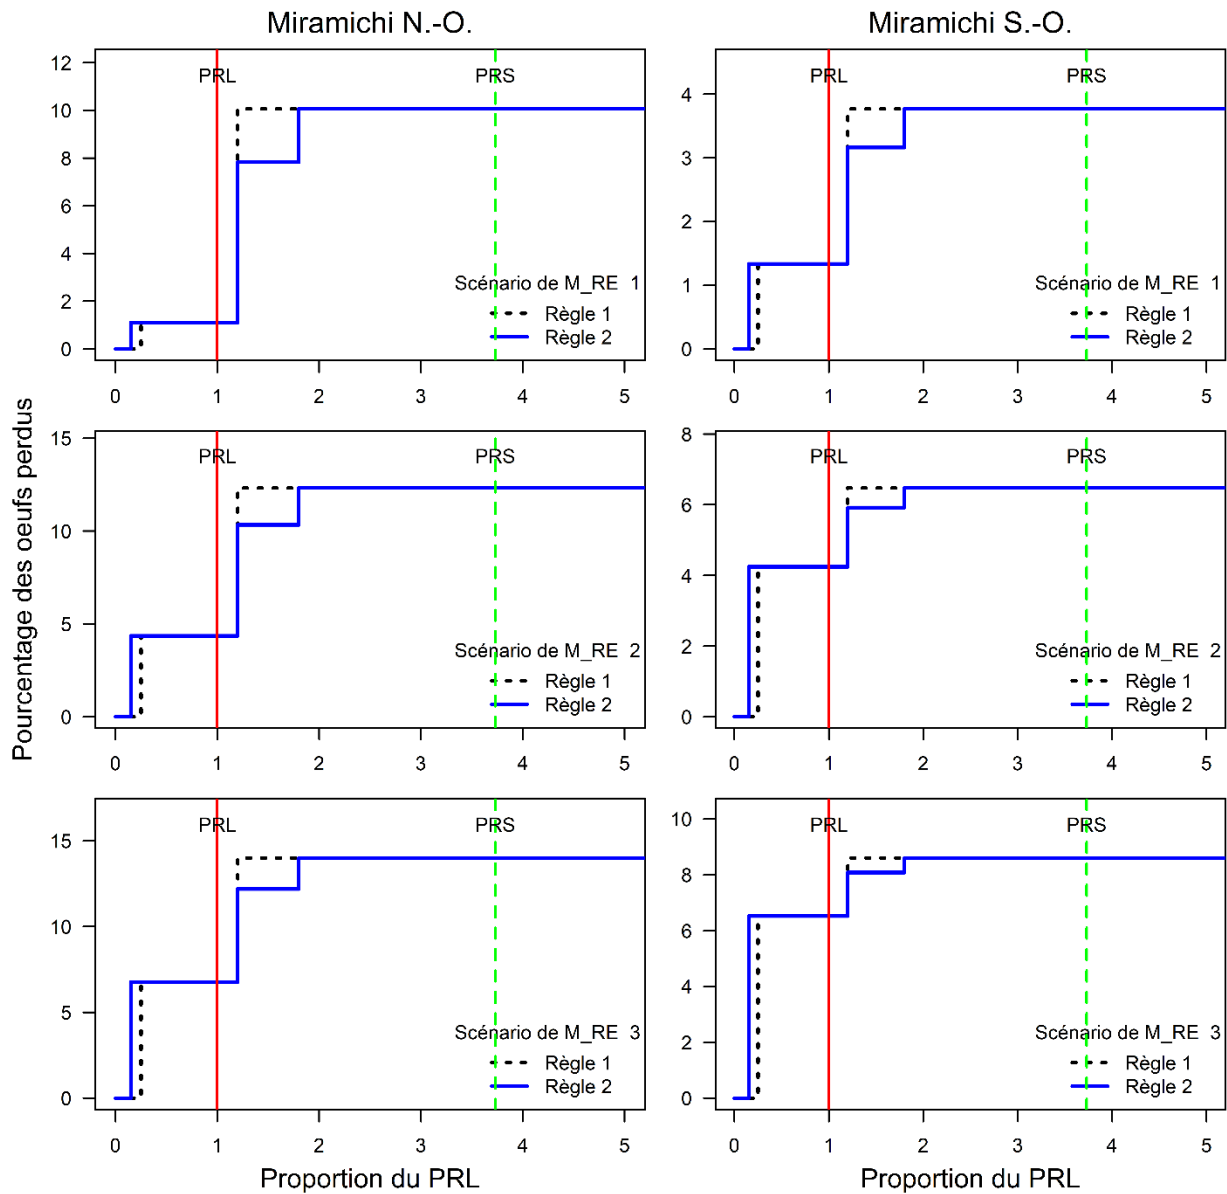 Miramichi N.-O.
Miramichi S.-O.
Pourcentage des oeufs perdus
12
10
8
6
4
2
0
PRL
PRS
Scénario de M_RE 1
Règle 1
Règle 2
0 1 2 3 4 5
4
3
2
1
0
PRL
PRS
Scénario de M_RE 1
Règle 1
Règle 2
0 1 2 3 4 5
15
10
5
0
PRL
PRS
Scénario de M_RE 2
Règle 1
Règle 2
0 1 2 3 4 5
8
6
4
2
0
PRL
PRS
Scénario de M_RE 2
Règle 1
Règle 2
0 1 2 3 4 5
15
10
5
0
PRL
PRS
Scénario de M_RE 3
Règle 1
Règle 2
0 1 2 3 4 5
10
8
6
4
2
0
PRL
PRS
Scénario de M_RE 3
Règle 1
Règle 2
0 1 2 3 4 5
Proportion du PRL
Proportion du PRL